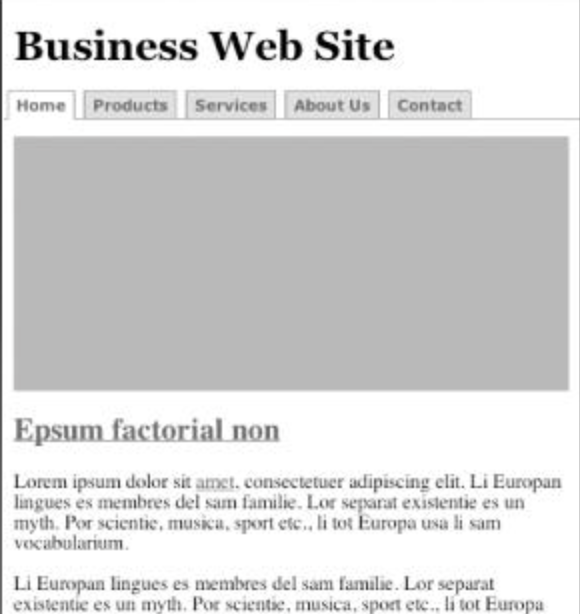 Business Web Site
Home Products Services About Us Contact
Epsum factorial non
Lorem ipsum dolor sit amet, consectetuer adipiscing elit. Li Europan
lingues es membres del sam familie. Lor separat existentie es un
myth. Por scientie, musica, sport etc., li tot Europa usa li sam
vocabularium.
Li Europan lingues es membres del sam familie. Lor separat
existentie es un myth. Por scientie, musica, sport etc., li tot Europa